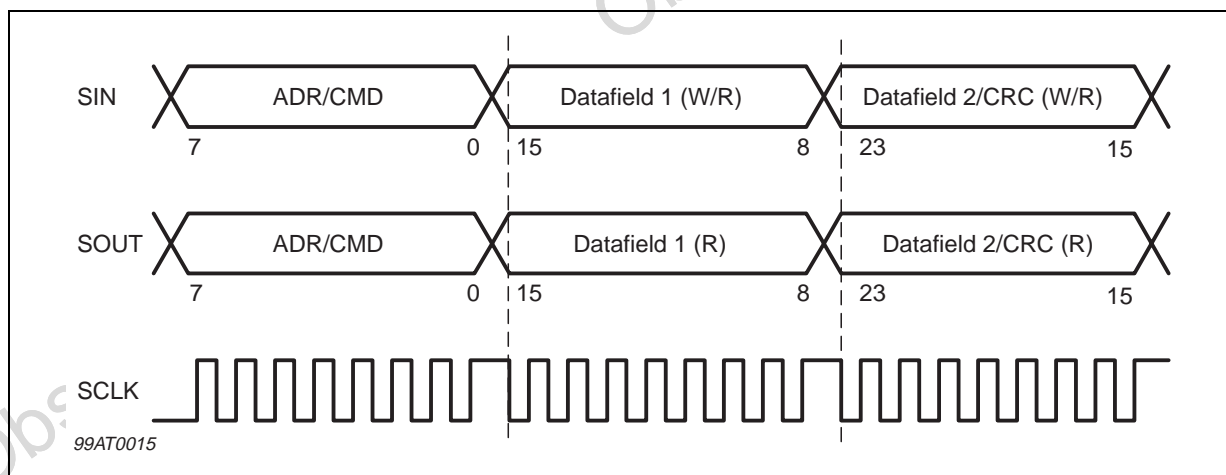 SIN ADR/CMD Datafield 1 (W/R) Datafield 2/CRC (W/R)
7 0 15 8 23 15
SOUT ADR/CMD Datafield 1 (R) Datafield 2/CRC (R)
7 0 15 8 23 15
SCLK
99AT0015